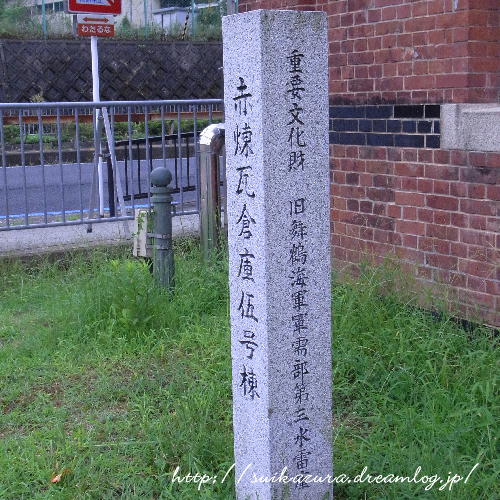 わたるな
赤煉瓦倉庫伍号棟
重要文化財 旧舞鶴海軍軍需部第三水雷
http://suikazura.dreamlog.jp/